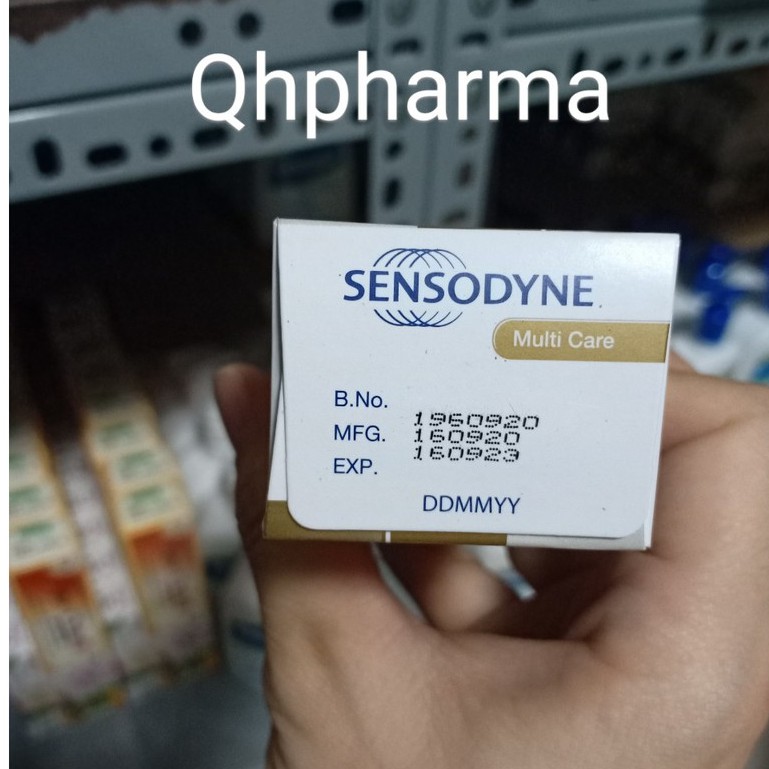 Qhpharma
SENSODYNE
Multi Care
B.No. 1960920
MFG. 160920
EXP. 160923
DDMMYY